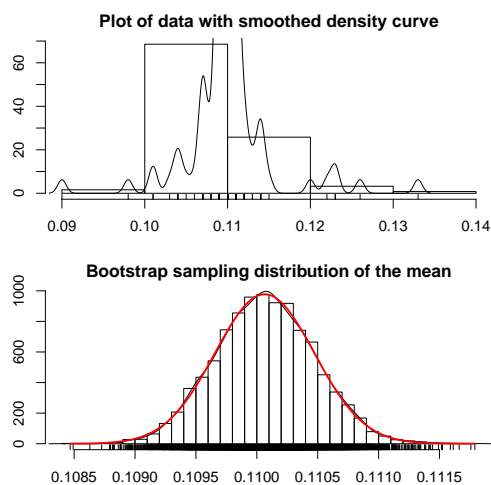 Plot of data with smoothed density curve
60
40
20
0
0.09 0.10 0.11 0.12 0.13 0.14
Bootstrap sampling distribution of the mean
1000
600
200
0
0.1085 0.1090 0.1095 0.1100 0.1105 0.1110 0.1115